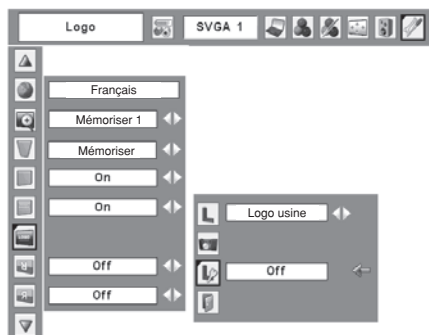 Logo
SVGA 1
Français
Mémoriser 1
Mémoriser
On
On
Logo usine
Off
Off
Off